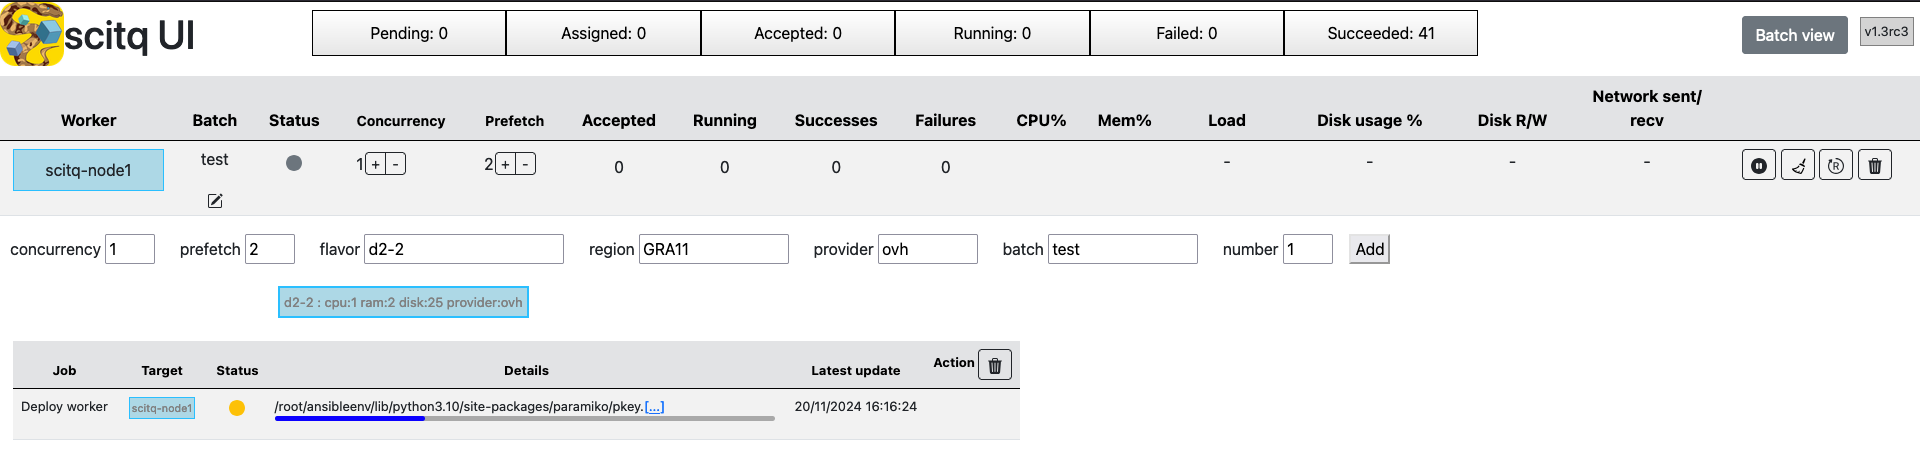 scitq UI
Pending: 0 Assigned: 0 Accepted: 0 Running: 0 Failed: 0 Succeeded: 41
Batch view
v1.3rc3
Worker Batch Status Concurrency Prefetch Accepted Running Successes Failures CPU% Mem% Load Disk usage % Disk R/W Network sent/
recv
scitq-node1 test 1 + - 2 + - 0 0 0 0 - - - - R
concurrency 1 prefetch 2 flavor d2-2 region GRA11 provider ovh batch test number 1 Add
d2-2 : cpu:1 ram:2 disk:25 provider:ovh
Job Target Status Details Latest update Action
Deploy worker scitq-node1 /root/ansibleenv/lib/python3.10/site-packages/paramiko/pkey.[...] 20/11/2024 16:16:24